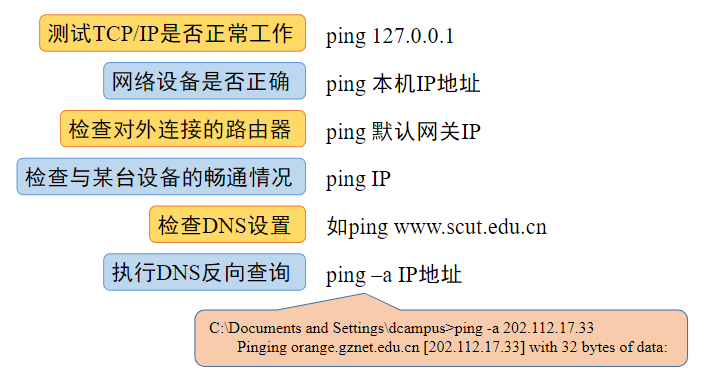 测试TCP/IP是否正常工作 ping 127.0.0.1
网络设备是否正确 ping 本机IP地址
检查对外连接的路由器 ping 默认网关IP
检查与某台设备的畅通情况 ping IP
检查DNS设置 如ping www.scut.edu.cn
执行DNS反向查询 ping –a IP地址
C:\Documents and Settings\dcampus>ping -a 202.112.17.33
Pinging orange.gznet.edu.cn [202.112.17.33] with 32 bytes of data: